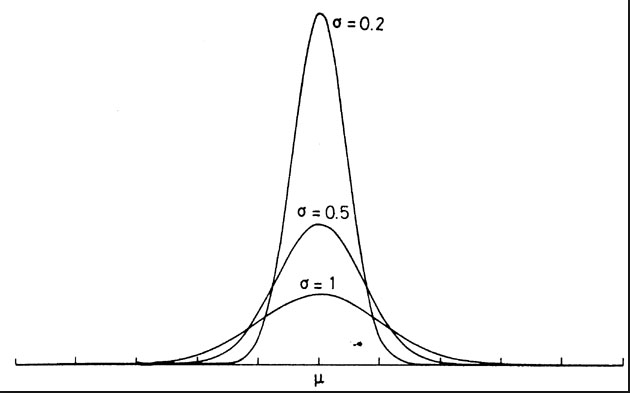 σ = 0.2
σ = 0.5
σ = 1
μ